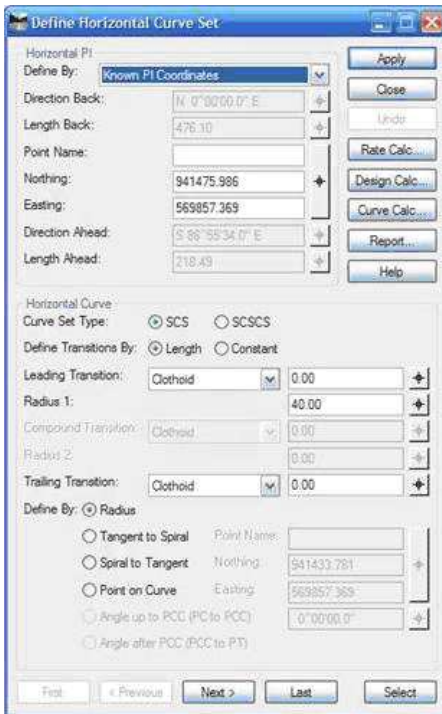 Define Horizontal Curve Set
Horizontal PI
Define By: Known PI Coordinates
Apply
Direction Back: N 0°00'00.0" E
Close
Length Back: 476.10
Undo
Point Name:
Rate Calc...
Northing: 941475.986
Design Calc...
Easting: 569857.369
Curve Calc...
Direction Ahead: S 86°55'34.0" E
Report...
Length Ahead: 218.49
Help
Horizontal Curve
Curve Set Type: SCS SCSCS
Define Transitions By: Length Constant
Leading Transition: Clothoid 0.00
Radius 1: 40.00
Compound Transition: Clothoid 0.00
Radius 2: 0.00
Trailing Transition: Clothoid 0.00
Define By: Radius
Tangent to Spiral Point Name:
Spiral to Tangent Northing: 941433.781
Point on Curve Easting: 569857.369
Angle up to PCC (PC to PCC) 0°00'00.0"
Angle after PCC (PCC to PT)
First < Previous Next > Last Select